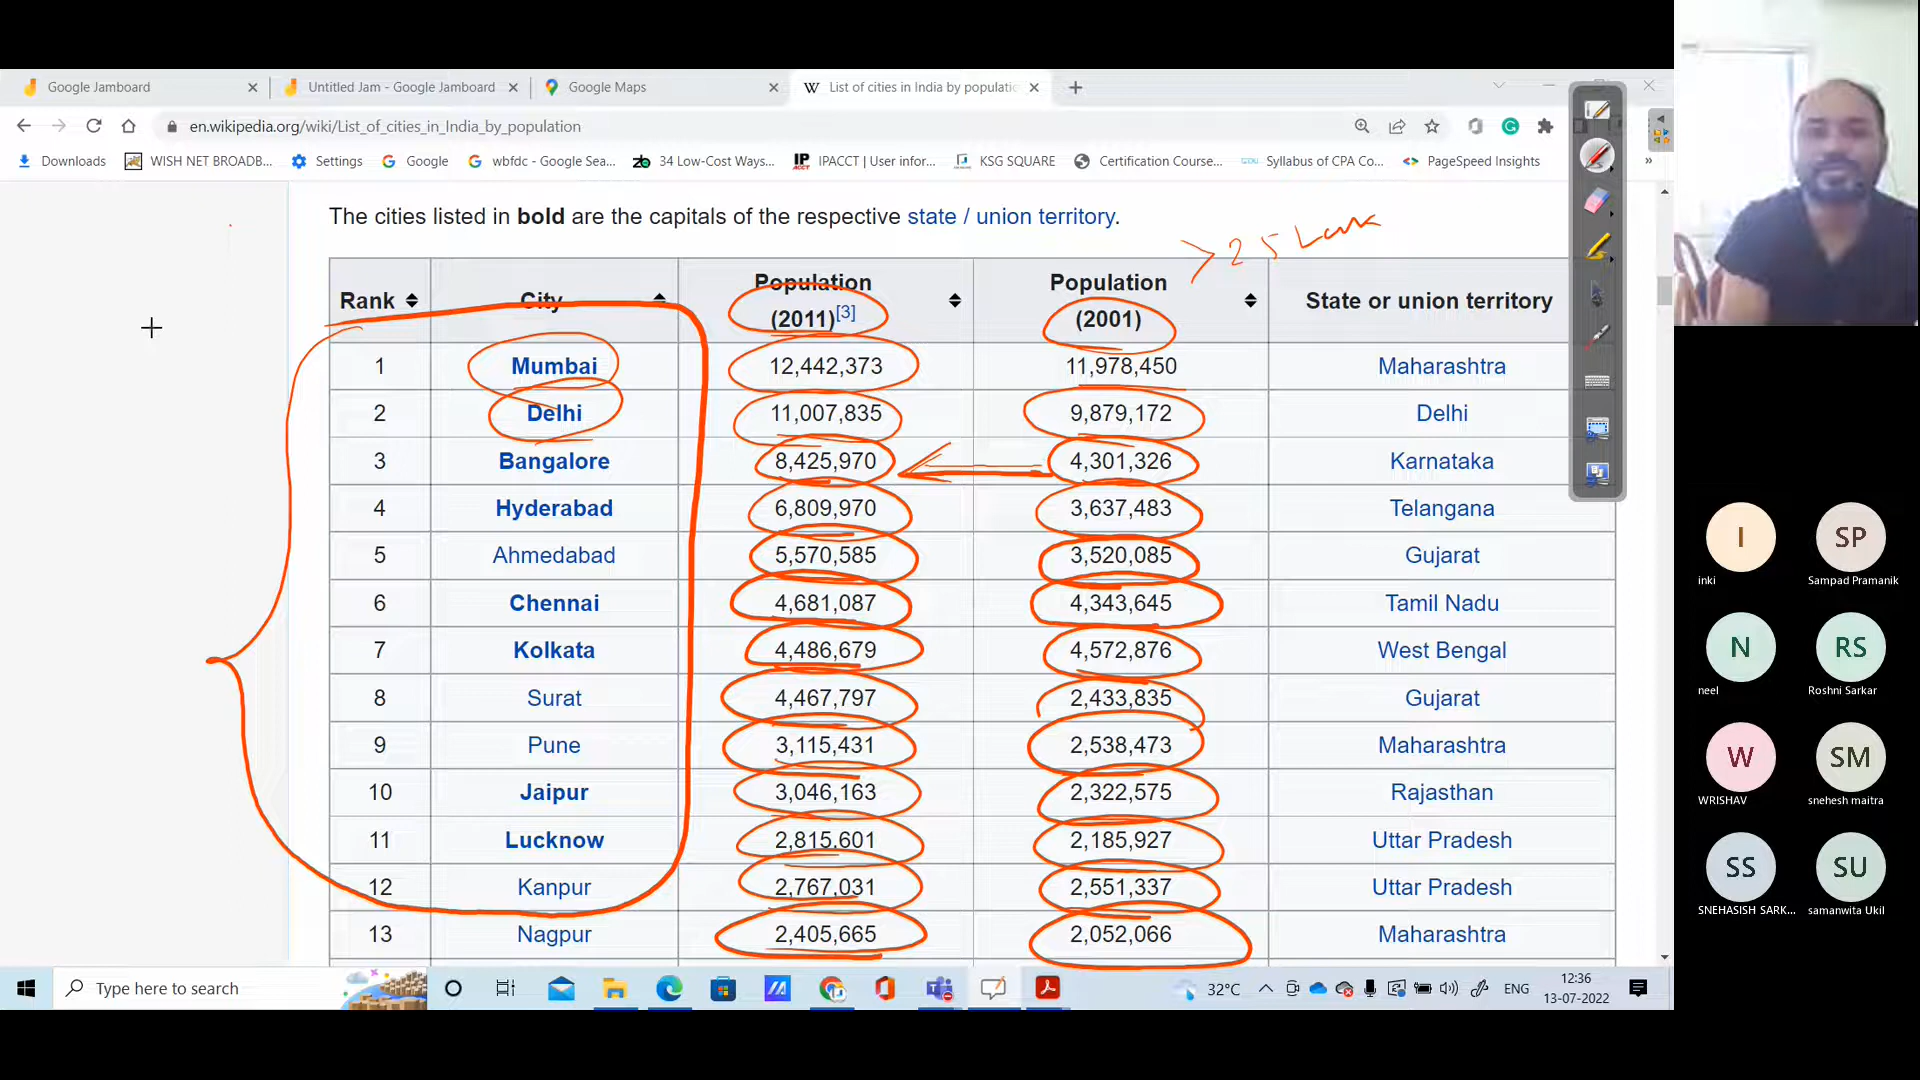 Google Jamboard
Untitled Jam - Google Jamboard
Google Maps
List of cities in India by populati
en.wikipedia.org/wiki/List_of_cities_in_India_by_population
Downloads WISH NET BROADB... Settings Google wbfdc - Google Sea... 34 Low-Cost Ways... IPACCT | User infor... KSG SQUARE Certification Course... Syllabus of CPA Co... PageSpeed Insights »
The cities listed in bold are the capitals of the respective state / union territory.
> 25
Rank City Population (2011)[3] Population (2001) State or union territory
1 Mumbai 12,442,373 11,978,450 Maharashtra
2 Delhi 11,007,835 9,879,172 Delhi
3 Bangalore 8,425,970 4,301,326 Karnataka
4 Hyderabad 6,809,970 3,637,483 Telangana
5 Ahmedabad 5,570,585 3,520,085 Gujarat
6 Chennai 4,681,087 4,343,645 Tamil Nadu
7 Kolkata 4,486,679 4,572,876 West Bengal
8 Surat 4,467,797 2,433,835 Gujarat
9 Pune 3,115,431 2,538,473 Maharashtra
10 Jaipur 3,046,163 2,322,575 Rajasthan
11 Lucknow 2,815,601 2,185,927 Uttar Pradesh
12 Kanpur 2,767,031 2,551,337 Uttar Pradesh
13 Nagpur 2,405,665 2,052,066 Maharashtra
Type here to search
32°C ENG
12:36
13-07-2022
I SP
inki Sampad Pramanik
N RS
neel Roshni Sarkar
W SM
WRISHAV snehesh maitra
SS SU
SNEHASISH SARK... samanwita Ukil